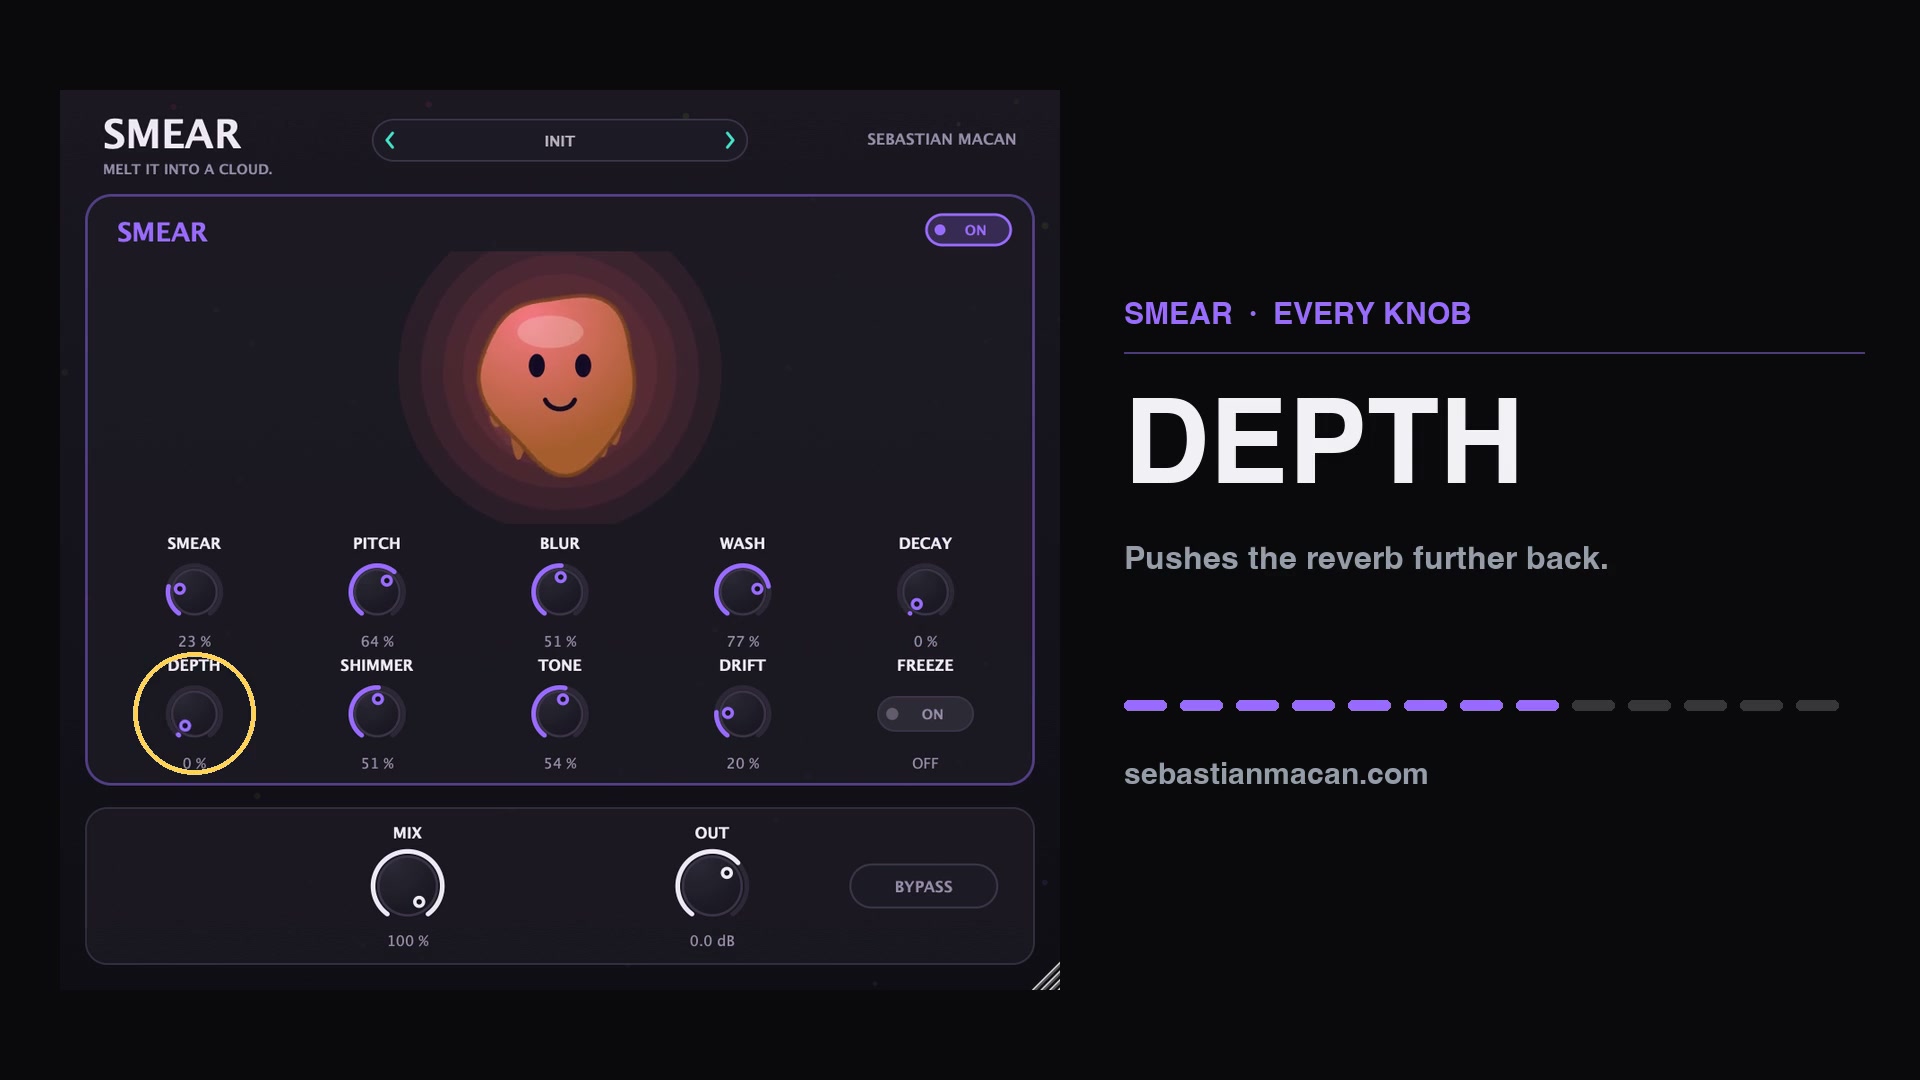 SMEAR
MELT IT INTO A CLOUD.
INIT
SEBASTIAN MACAN
SMEAR
ON
SMEAR PITCH BLUR WASH DECAY
23 % 64 % 51 % 77 % 0 %
DEPTH SHIMMER TONE DRIFT FREEZE
ON
0 % 51 % 54 % 20 % OFF
MIX OUT
BYPASS
100 % 0.0 dB
SMEAR · EVERY KNOB
DEPTH
Pushes the reverb further back.
sebastianmacan.com